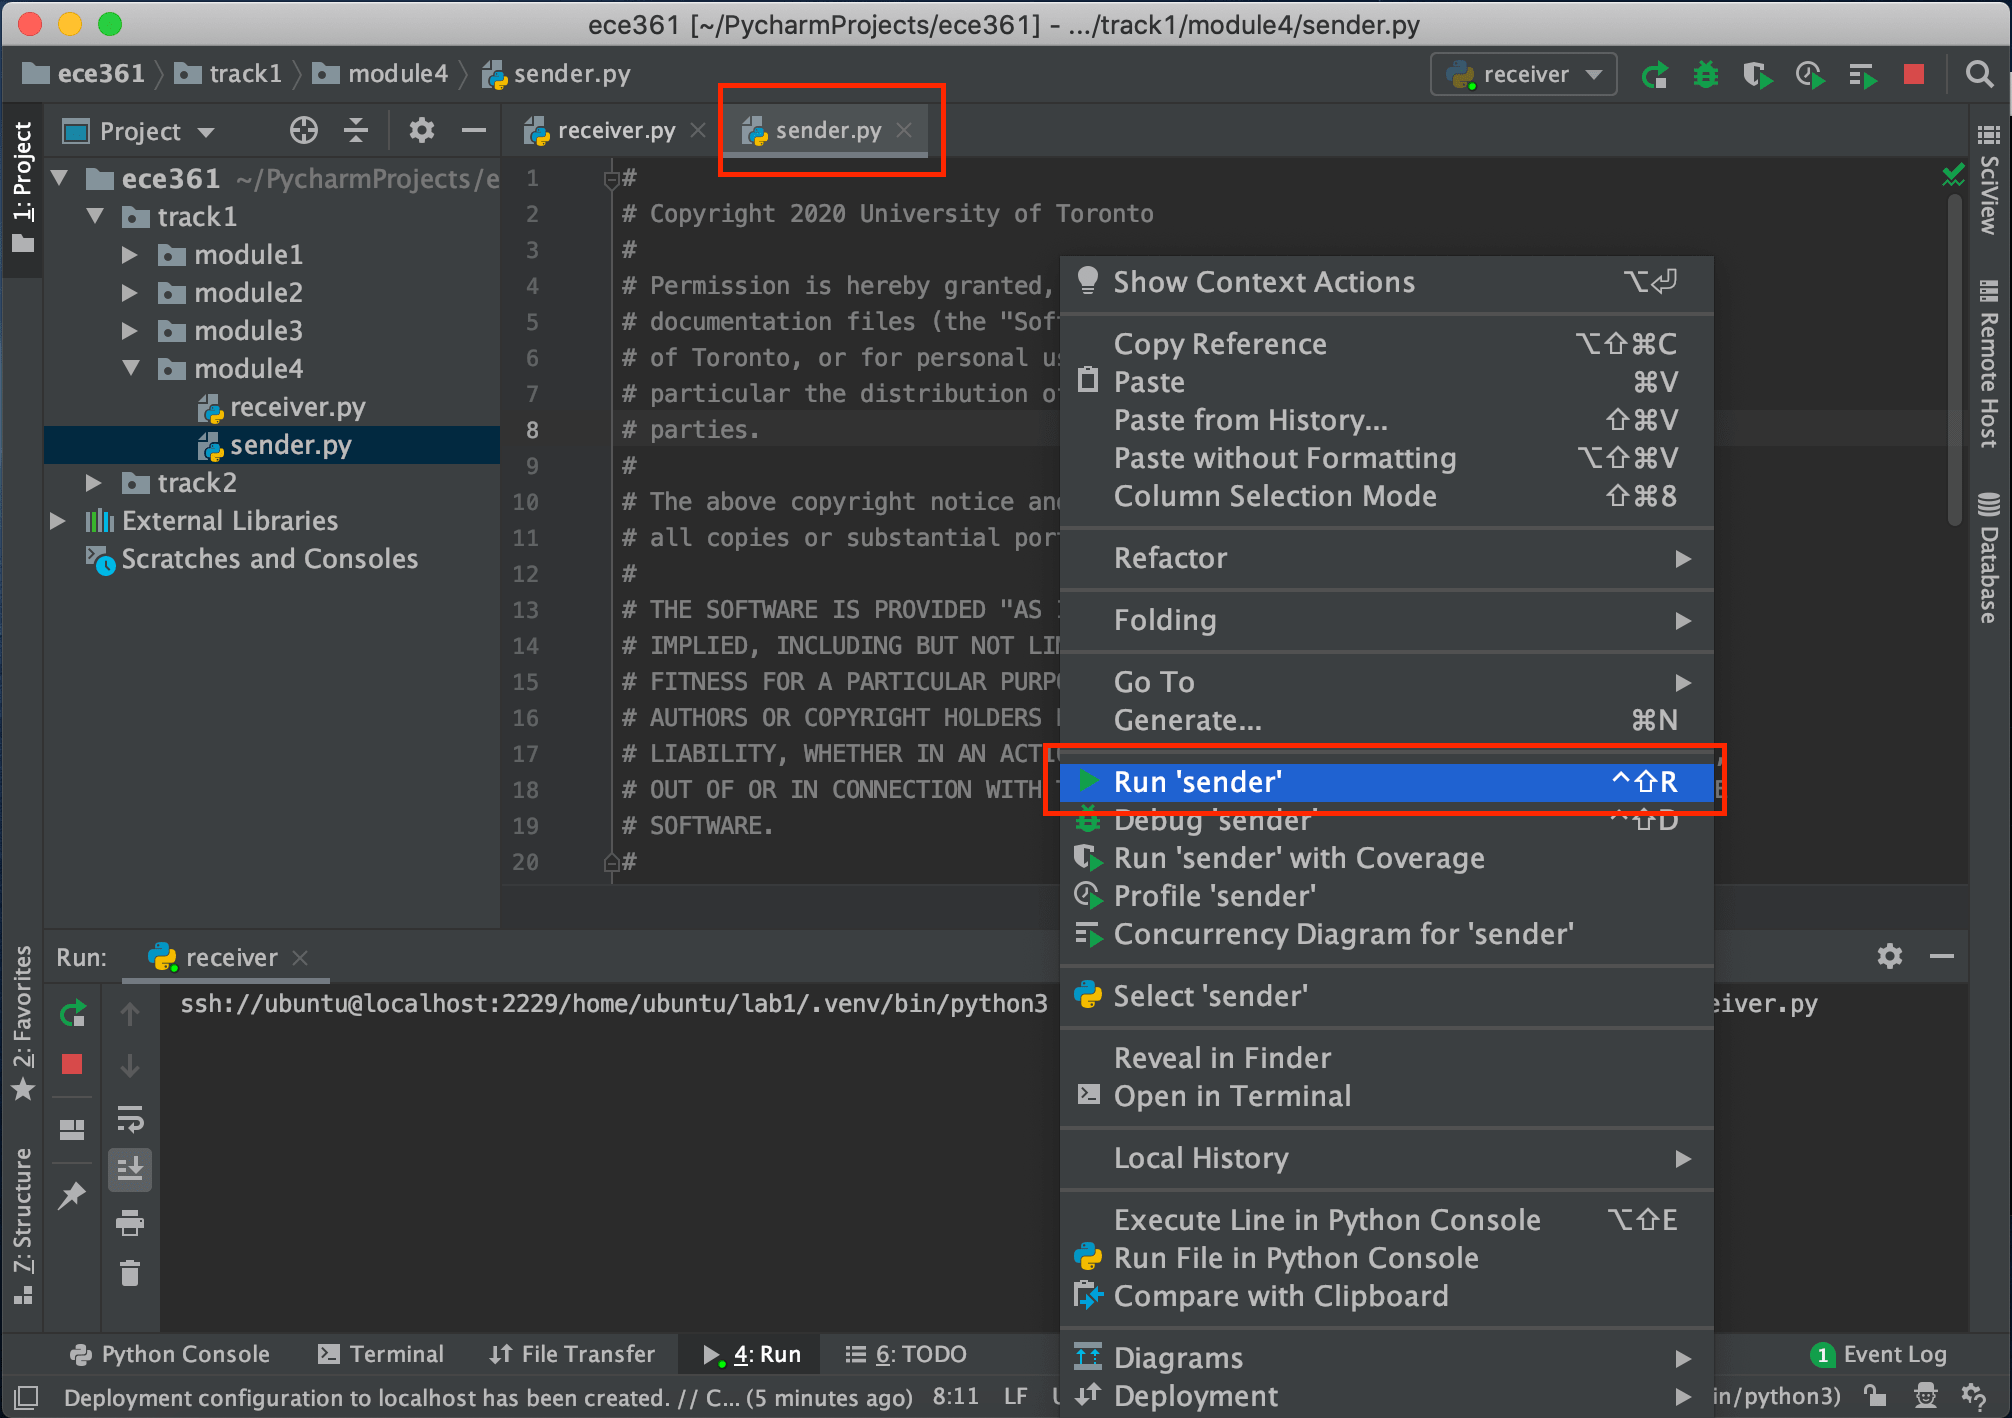 ece361 [~/PycharmProjects/ece361] - .../track1/module4/sender.py
ece361 track1 module4 sender.py
receiver
1: Project
Project
receiver.py
sender.py
ece361 ~/PycharmProjects/e
track1
module1
module2
module3
module4
receiver.py
sender.py
track2
External Libraries
Scratches and Consoles
1 #
2 # Copyright 2020 University of Toronto
3 #
4 # Permission is hereby granted,
5 # documentation files (the "Sof
6 # of Toronto, or for personal us
7 # particular the distribution o
8 # parties.
9 #
10 # The above copyright notice and
11 # all copies or substantial por
12 #
13 # THE SOFTWARE IS PROVIDED "AS I
14 # IMPLIED, INCLUDING BUT NOT LIM
15 # FITNESS FOR A PARTICULAR PURPO
16 # AUTHORS OR COPYRIGHT HOLDERS
17 # LIABILITY, WHETHER IN AN ACTI
18 # OUT OF OR IN CONNECTION WITH
19 # SOFTWARE.
20 #
Show Context Actions ⌥⏎
Copy Reference ⌥⇧⌘C
Paste ⌘V
Paste from History... ⇧⌘V
Paste without Formatting ⌥⇧⌘V
Column Selection Mode ⇧⌘8
Refactor
Folding
Go To
Generate... ⌘N
Run 'sender' ^⇧R
Debug 'sender' ^⇧D
Run 'sender' with Coverage
Profile 'sender'
Concurrency Diagram for 'sender'
Select 'sender'
Reveal in Finder
Open in Terminal
Local History
Execute Line in Python Console ⌥⇧E
Run File in Python Console
Compare with Clipboard
Diagrams
Deployment
SciView
Remote Host
Database
2: Favorites
7: Structure
Run: receiver
ssh://ubuntu@localhost:2229/home/ubuntu/lab1/.venv/bin/python3
eiver.py
Python Console Terminal File Transfer 4: Run 6: TODO
1 Event Log
Deployment configuration to localhost has been created. // C... (5 minutes ago) 8:11 LF
in/python3)